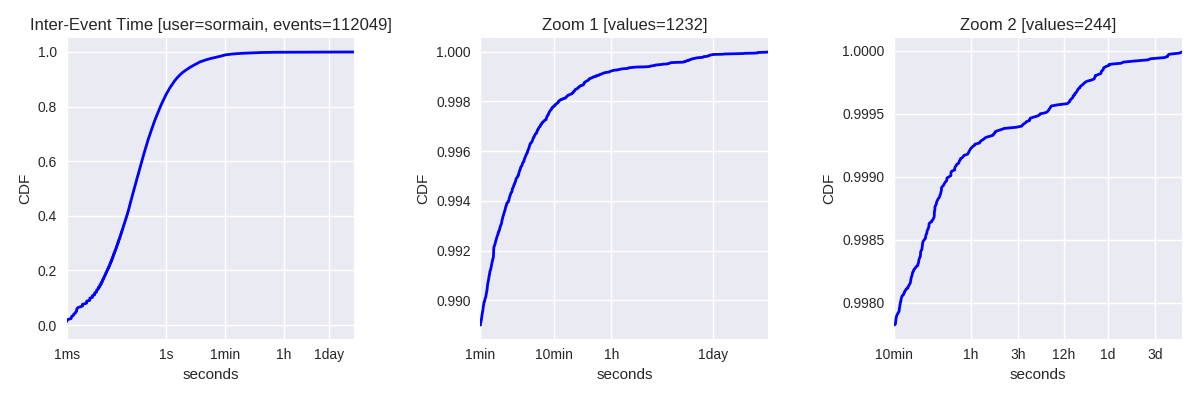 Inter-Event Time [user=sormain, events=112049]
1.0
0.8
0.6
0.4
0.2
0.0
CDF
1ms 1s 1min 1h 1day
seconds
Zoom 1 [values=1232]
1.000
0.998
0.996
0.994
0.992
0.990
CDF
1min 10min 1h 1day
seconds
Zoom 2 [values=244]
1.0000
0.9995
0.9990
0.9985
0.9980
CDF
10min 1h 3h 12h 1d 3d
seconds